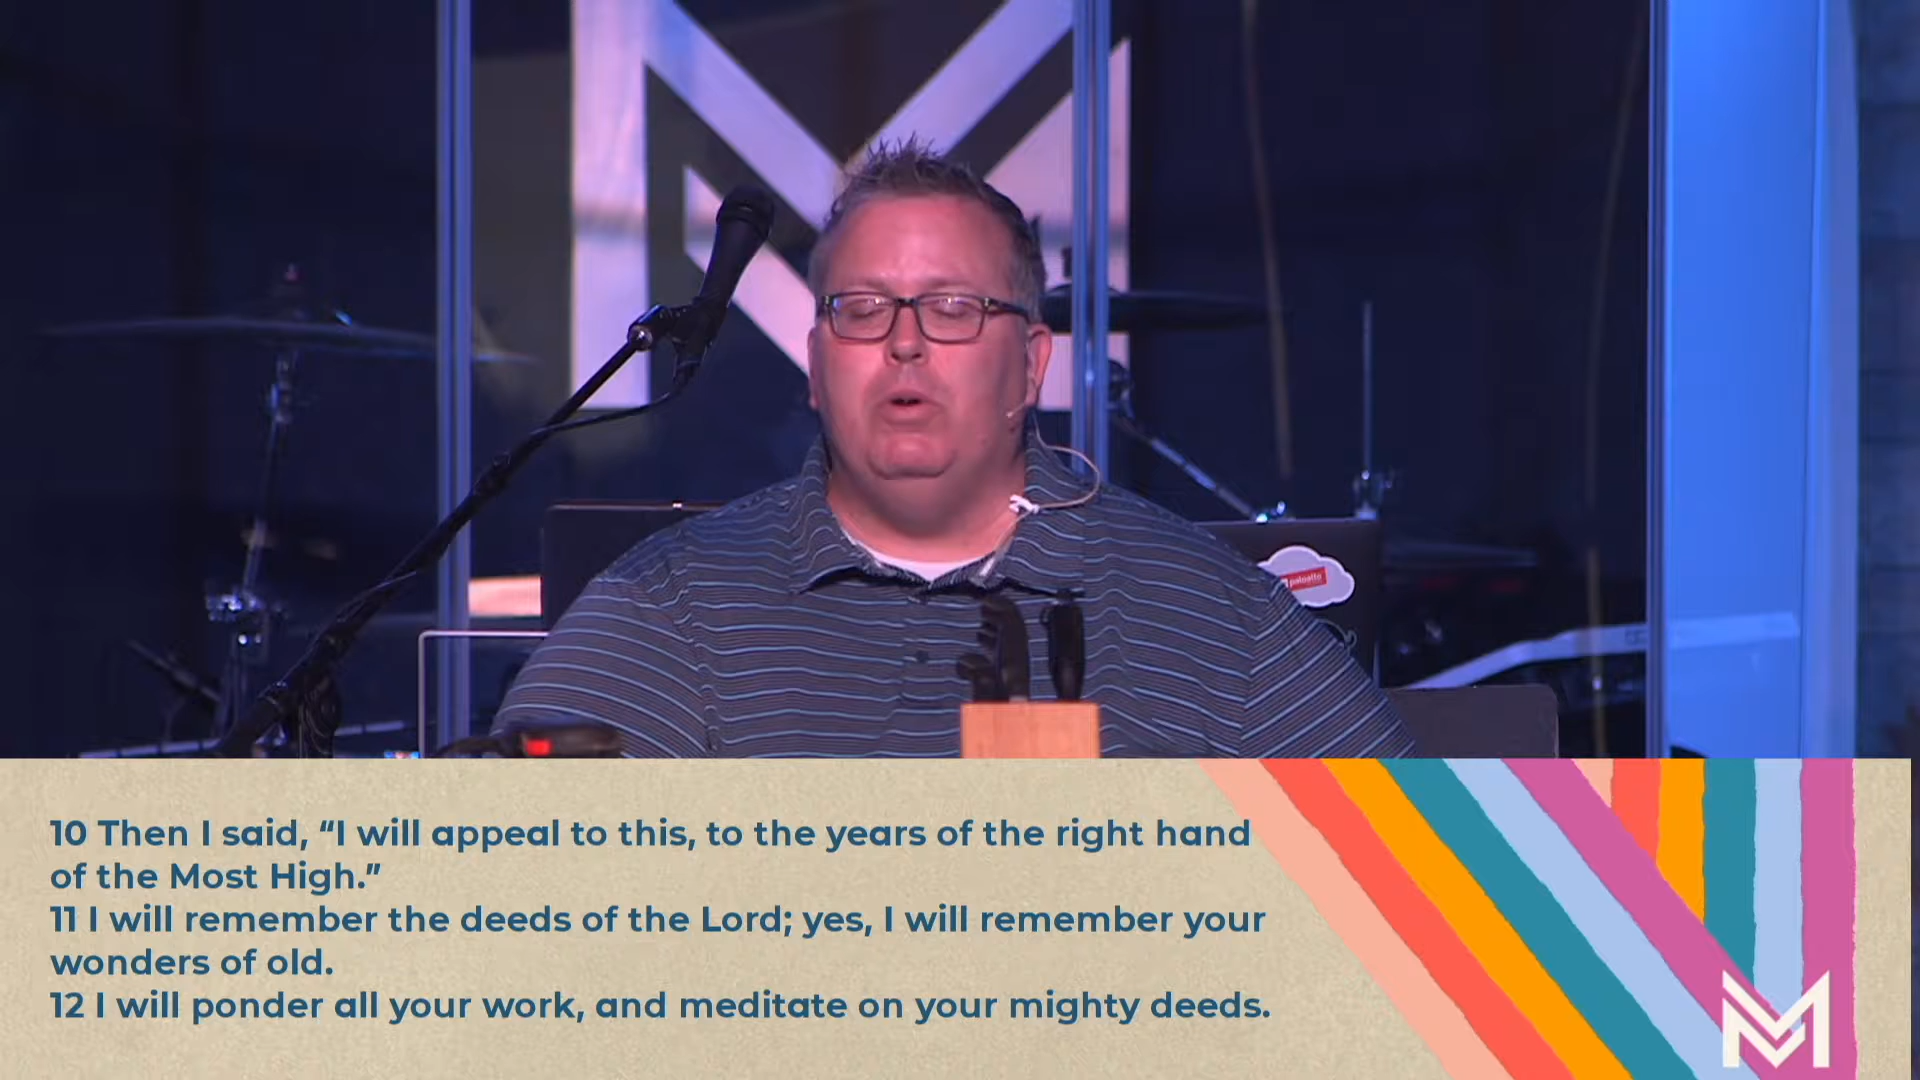 paloalto
10 Then I said, “I will appeal to this, to the years of the right hand
of the Most High.”
11 I will remember the deeds of the Lord; yes, I will remember your
wonders of old.
12 I will ponder all your work, and meditate on your mighty deeds.